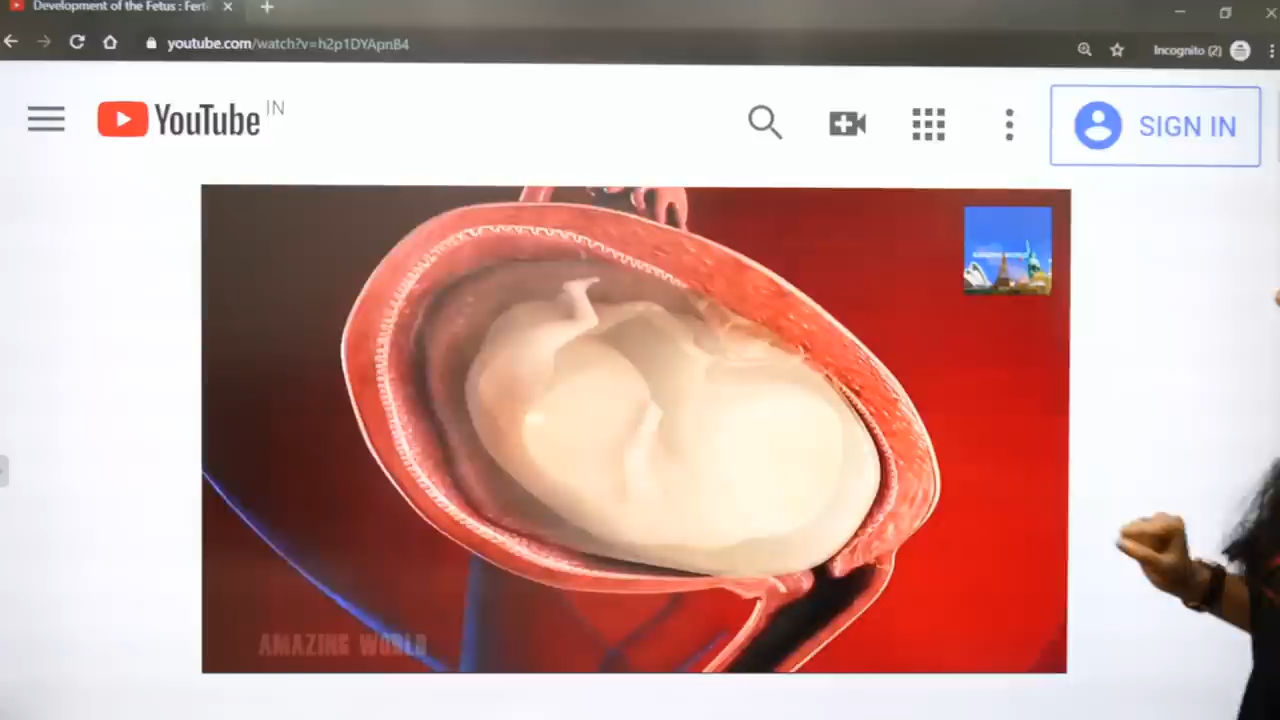 Development of the Fetus : Fert
youtube.com/watch?v=h2p1DYApnB4
Incognito (2)
YouTube IN
SIGN IN
AMAZING WORLD